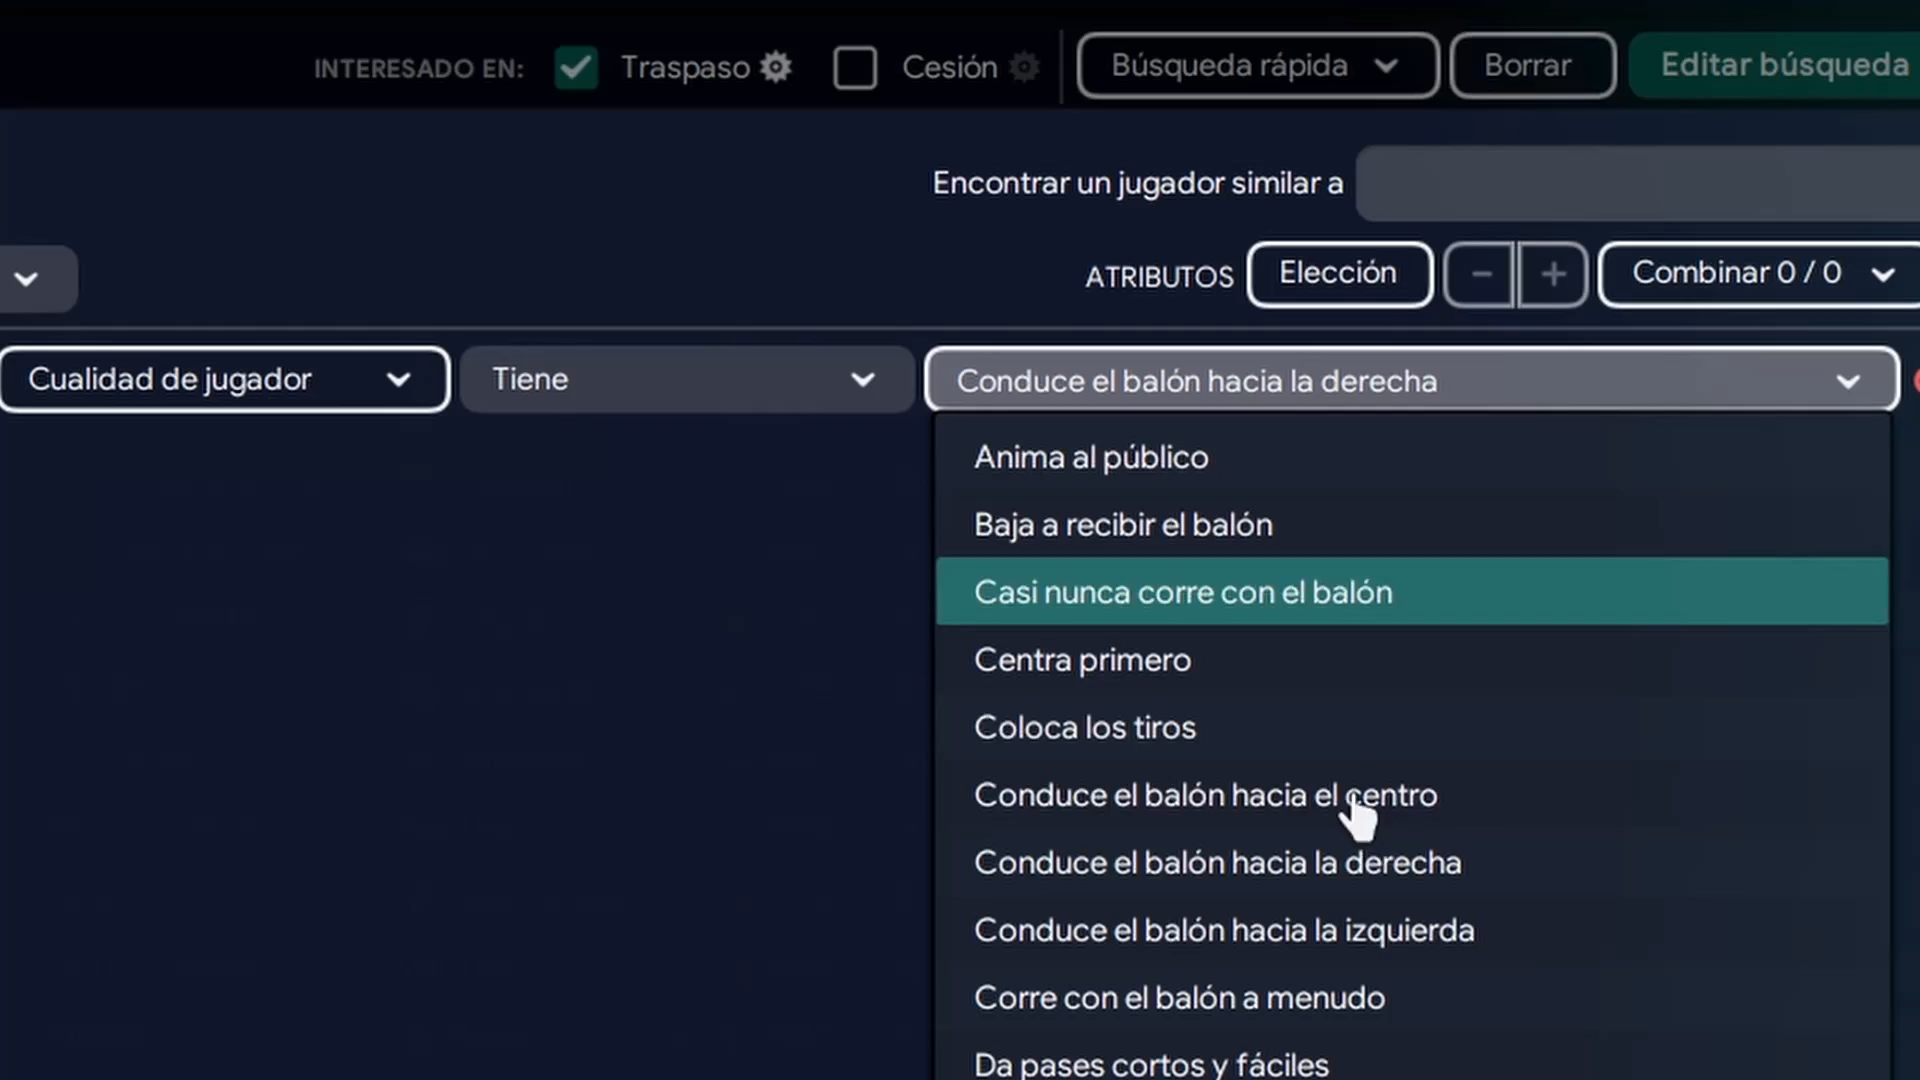 INTERESADO EN: Traspaso Cesión Búsqueda rápida Borrar Editar búsqueda
Encontrar un jugador similar a
ATRIBUTOS Elección − + Combinar 0 / 0
Cualidad de jugador Tiene Conduce el balón hacia la derecha
Anima al público
Baja a recibir el balón
Casi nunca corre con el balón
Centra primero
Coloca los tiros
Conduce el balón hacia el centro
Conduce el balón hacia la derecha
Conduce el balón hacia la izquierda
Corre con el balón a menudo
Da pases cortos y fáciles